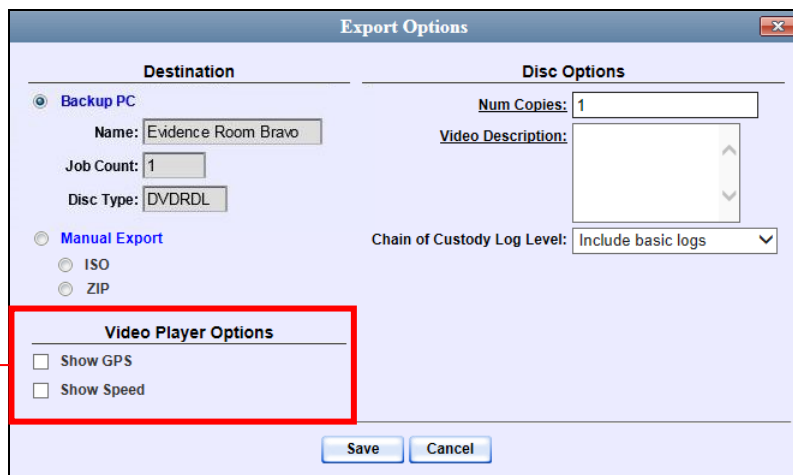 Export Options
Destination
Backup PC
Name: Evidence Room Bravo
Job Count: 1
Disc Type: DVDRDL
Manual Export
ISO
ZIP
Video Player Options
Show GPS
Show Speed
Disc Options
Num Copies: 1
Video Description:
Chain of Custody Log Level: Include basic logs
Save Cancel